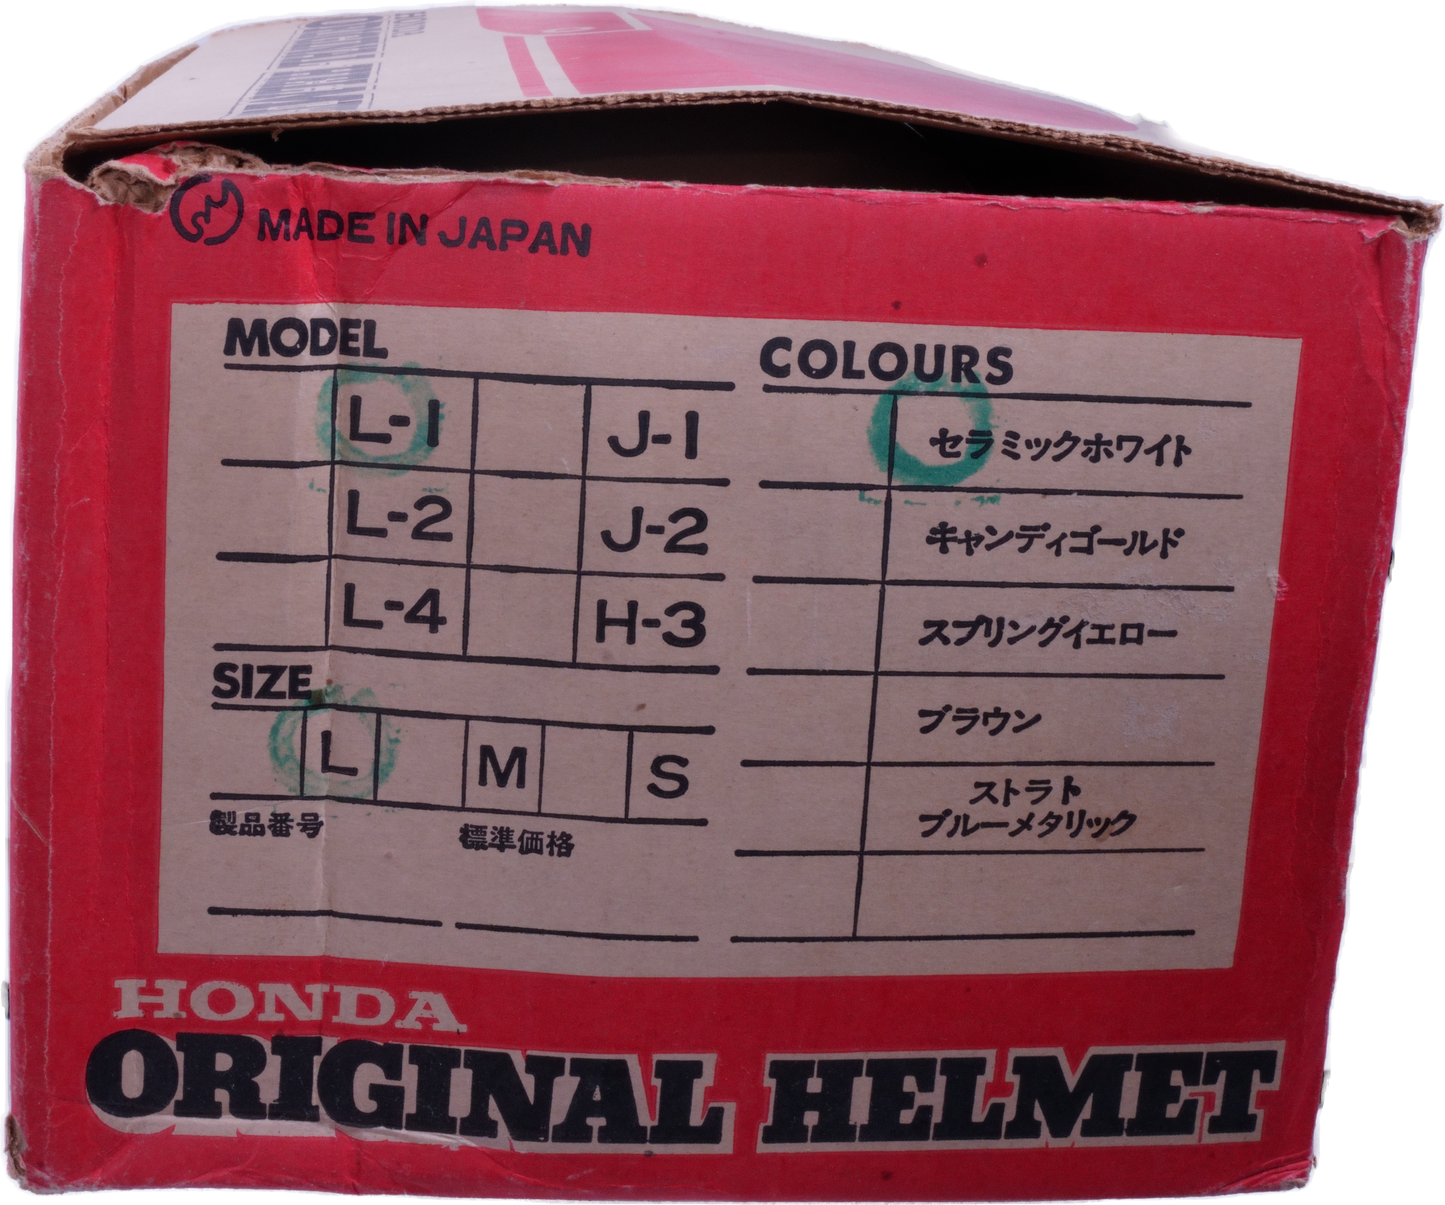 MADE IN JAPAN
MODEL
L-1 J-1
L-2 J-2
L-4 H-3
SIZE
L M S
製品番号 標準価格
COLOURS
セラミックホワイト
キャンディゴールド
スプリングイエロー
ブラウン
ストラト
ブルーメタリック
HONDA
ORIGINAL HELMET